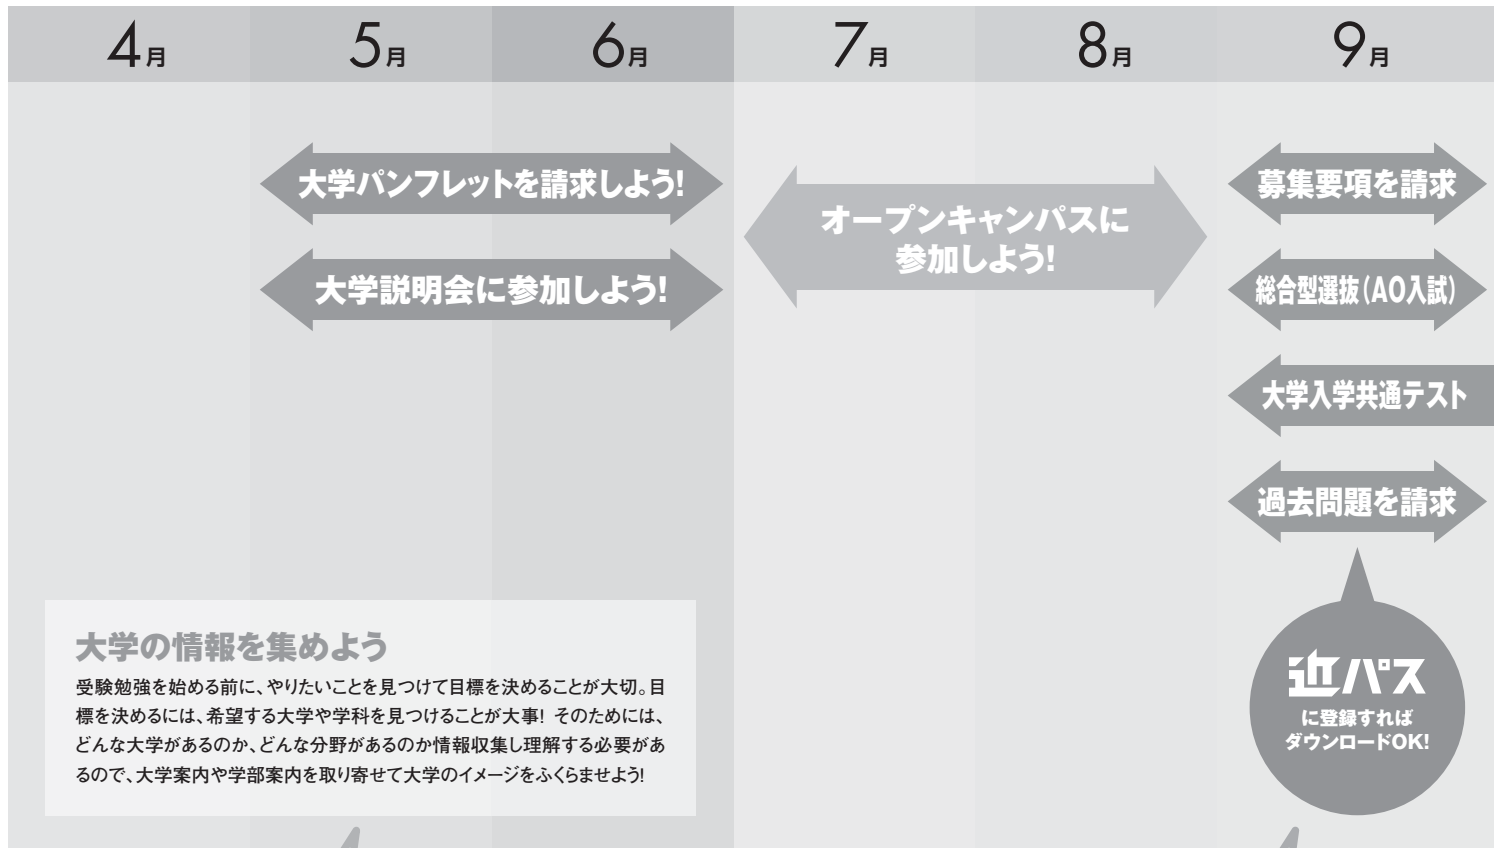 4月
5月
6月
7月
8月
9月
大学パンフレットを請求しよう!
大学説明会に参加しよう!
オープンキャンパスに
参加しよう!
募集要項を請求
総合型選抜(AO入試)
大学入学共通テスト
過去問題を請求
大学の情報を集めよう
受験勉強を始める前に、やりたいことを見つけて目標を決めることが大切。目
標を決めるには、希望する大学や学科を見つけることが大事! そのためには、
どんな大学があるのか、どんな分野があるのか情報収集し理解する必要があ
るので、大学案内や学部案内を取り寄せて大学のイメージをふくらませよう!
近パス
に登録すれば
ダウンロードOK!